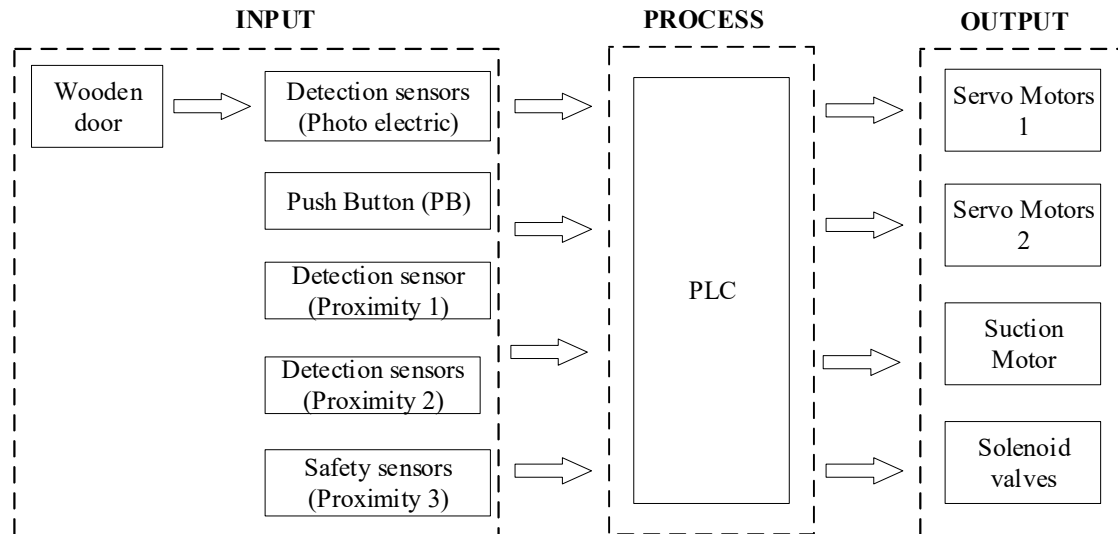 INPUT
PROCESS
OUTPUT
Wooden
door
Detection sensors
(Photo electric)
Push Button (PB)
Detection sensor
(Proximity 1)
Detection sensors
(Proximity 2)
Safety sensors
(Proximity 3)
PLC
Servo Motors
1
Servo Motors
2
Suction
Motor
Solenoid
valves